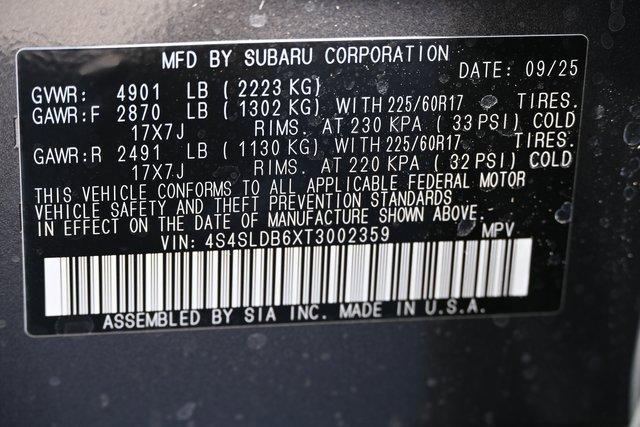 MFD BY SUBARU CORPORATION
DATE: 09/25
GVWR: 4901 LB ( 2223 KG)
GAWR:F 2870 LB ( 1302 KG) WITH 225/60R17 TIRES.
17X7J RIMS. AT 230 KPA ( 33 PSI) COLD
GAWR:R 2491 LB ( 1130 KG) WITH 225/60R17 TIRES.
17X7J RIMS. AT 220 KPA ( 32 PSI) COLD
THIS VEHICLE CONFORMS TO ALL APPLICABLE FEDERAL MOTOR
VEHICLE SAFETY AND THEFT PREVENTION STANDARDS
IN EFFECT ON THE DATE OF MANUFACTURE SHOWN ABOVE.
VIN: 4S4SLDB6XT3002359 MPV
ASSEMBLED BY SIA INC. MADE IN U.S.A.